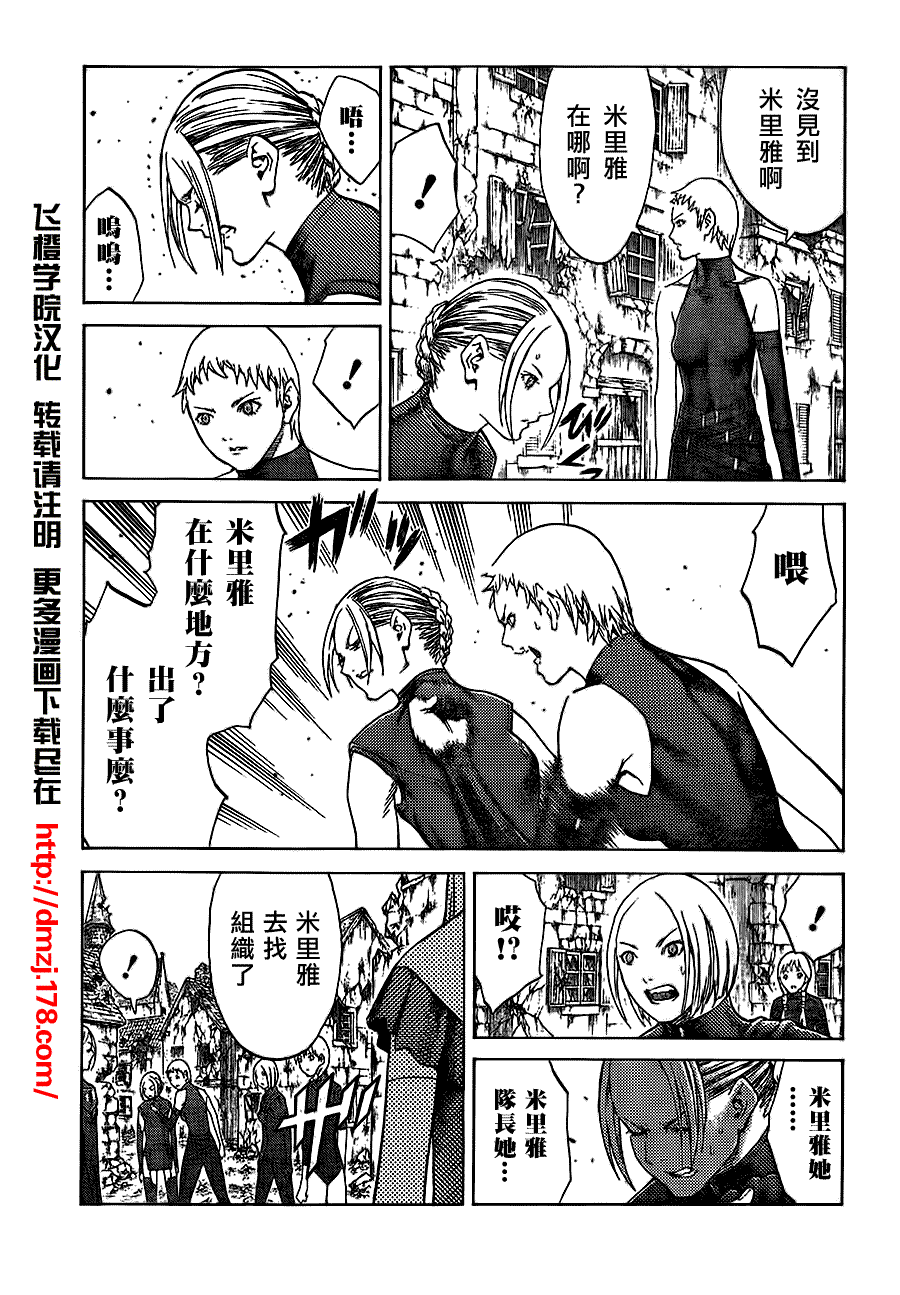 沒見到
米里雅啊
米里雅
在哪啊？
！
唔…
嗚嗚…
！
喂
ガ
米里雅
在什麼地方？
出了
什麼事麼？
！
哎!?
米里雅她
……
米里雅
隊長她…
米里雅
去找
組織了
！
ザ
飞橙学院汉化 转载请注明 更多漫画下载尽在 http://dmzj.178.com/